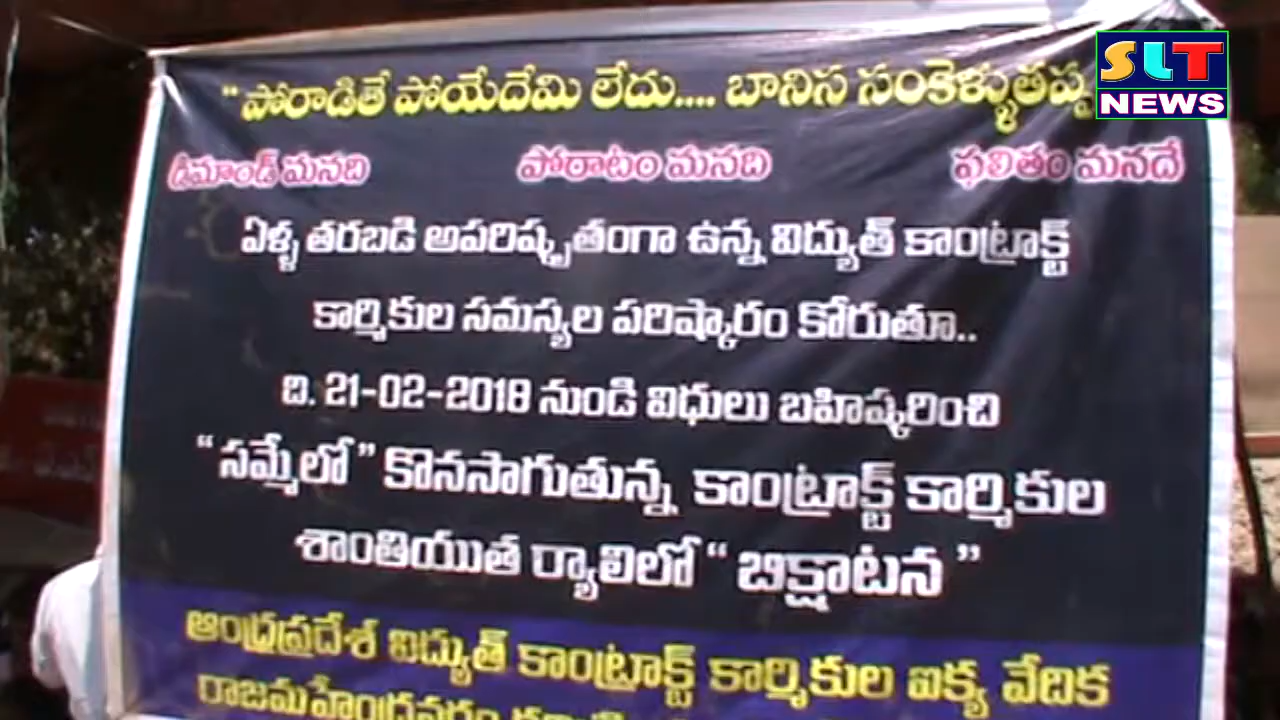 SLT
NEWS
"పోరాడితే పోయేదేమి లేదు.... బానిస సంకెళ్ళుతప్ప
డిమాండ్ మనది పోరాటం మనది ఫలితం మనదే
ఏళ్ళ తరబడి అపరిష్కృతంగా ఉన్న విద్యుత్ కాంట్రాక్ట్
కార్మికుల సమస్యల పరిష్కారం కోరుతూ..
ది. 21-02-2018 నుండి విధులు బహిష్కరించి
“ సమ్మేలో ” కొనసాగుతున్న కాంట్రాక్ట్ కార్మికుల
శాంతియుత ర్యాలిలో “ బిక్షాటన ”
ఆంధ్రప్రదేశ్ విద్యుత్ కాంట్రాక్ట్ కార్మికుల ఐక్య వేదిక
రాజమహేంద్రవరం